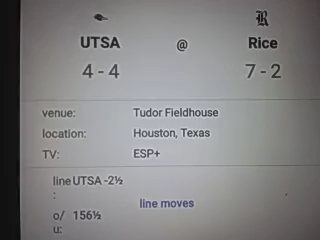 UTSA @ Rice
4-4 7-2
venue: Tudor Fieldhouse
location: Houston, Texas
TV: ESP+
line UTSA -2½
:
line moves
o/ 156½
u: